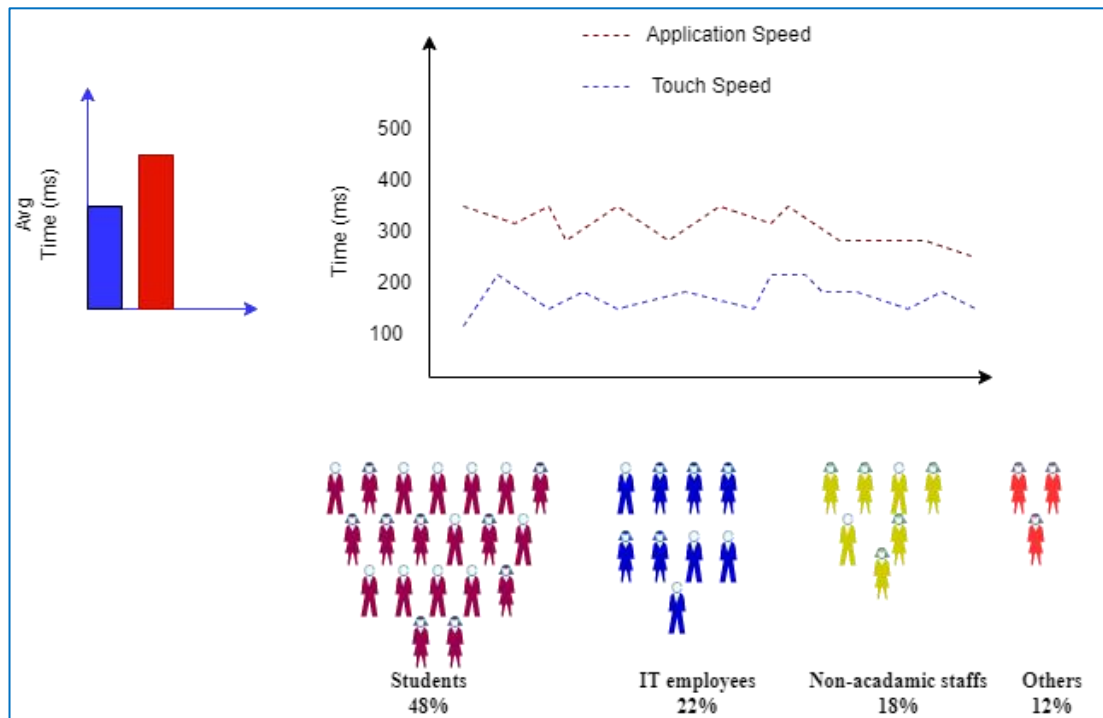 Application Speed
Touch Speed
Avg
Time (ms)
Time (ms)
500
400
300
200
100
Students
48%
IT employees
22%
Non-acadamic staffs
18%
Others
12%